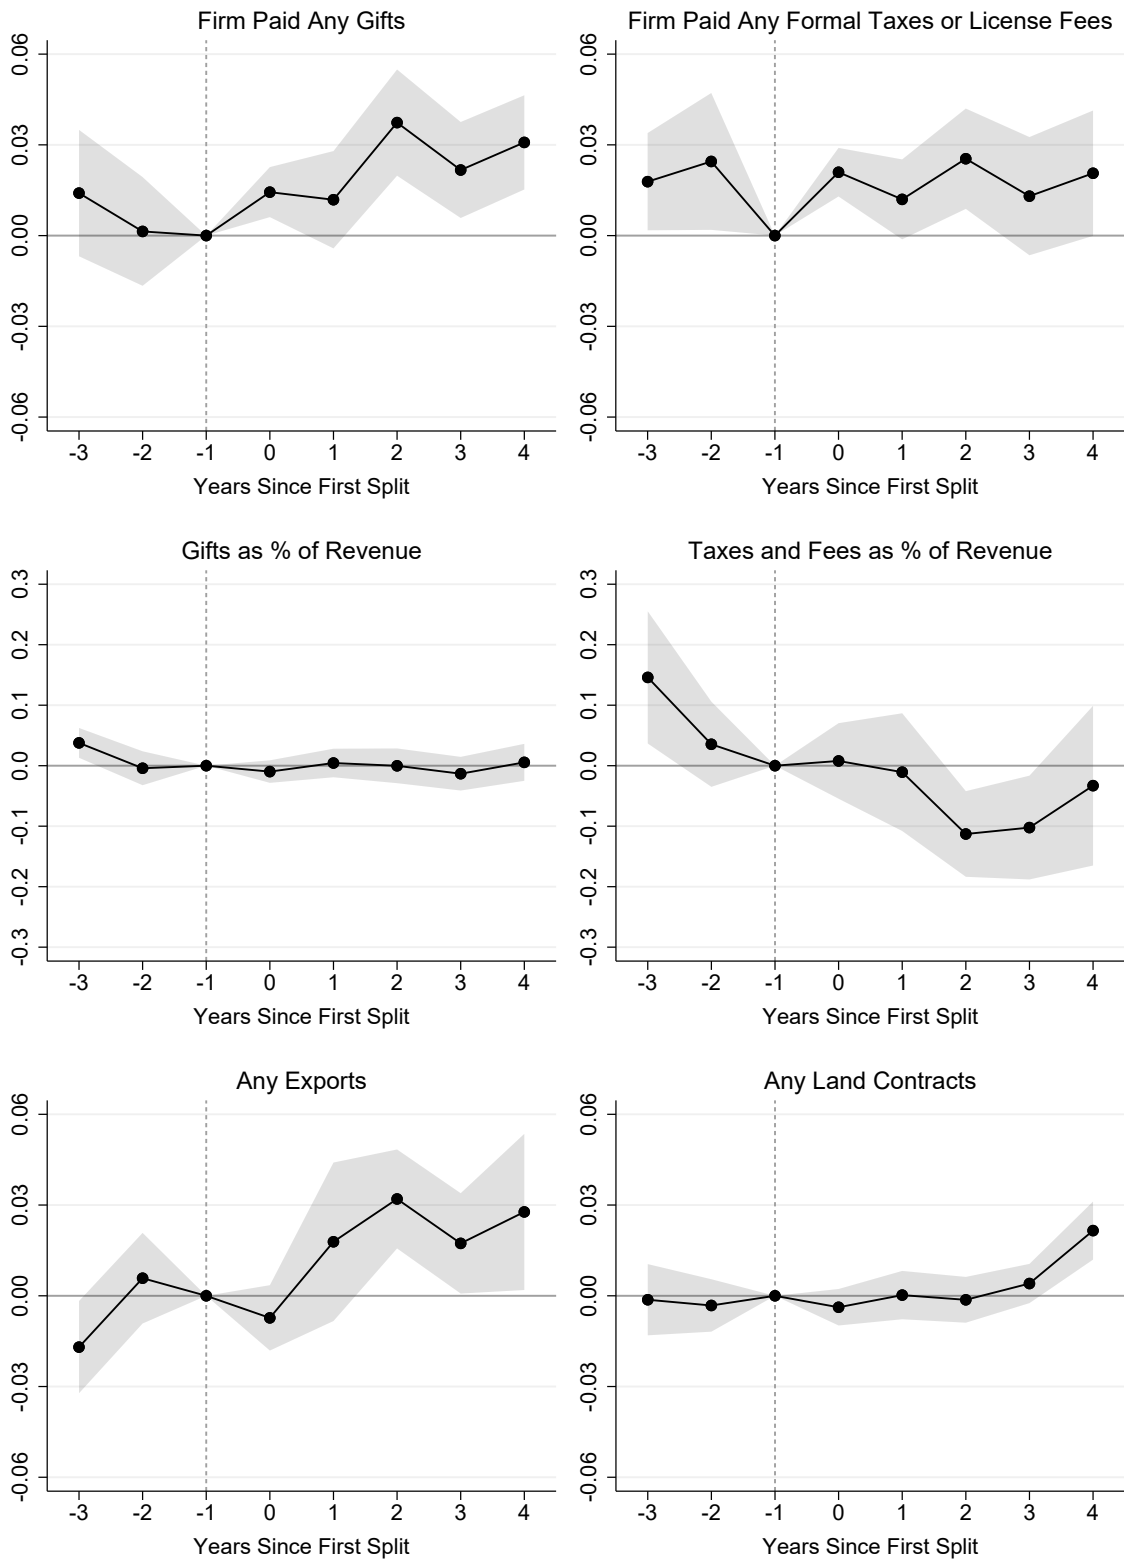 Firm Paid Any Gifts
0.06
0.03
0.00
-0.03
-0.06
-3 -2 -1 0 1 2 3 4
Years Since First Split
Firm Paid Any Formal Taxes or License Fees
0.06
0.03
0.00
-0.03
-0.06
-3 -2 -1 0 1 2 3 4
Years Since First Split
Gifts as % of Revenue
0.3
0.2
0.1
0.0
-0.1
-0.2
-0.3
-3 -2 -1 0 1 2 3 4
Years Since First Split
Taxes and Fees as % of Revenue
0.3
0.2
0.1
0.0
-0.1
-0.2
-0.3
-3 -2 -1 0 1 2 3 4
Years Since First Split
Any Exports
0.06
0.03
0.00
-0.03
-0.06
-3 -2 -1 0 1 2 3 4
Years Since First Split
Any Land Contracts
0.06
0.03
0.00
-0.03
-0.06
-3 -2 -1 0 1 2 3 4
Years Since First Split